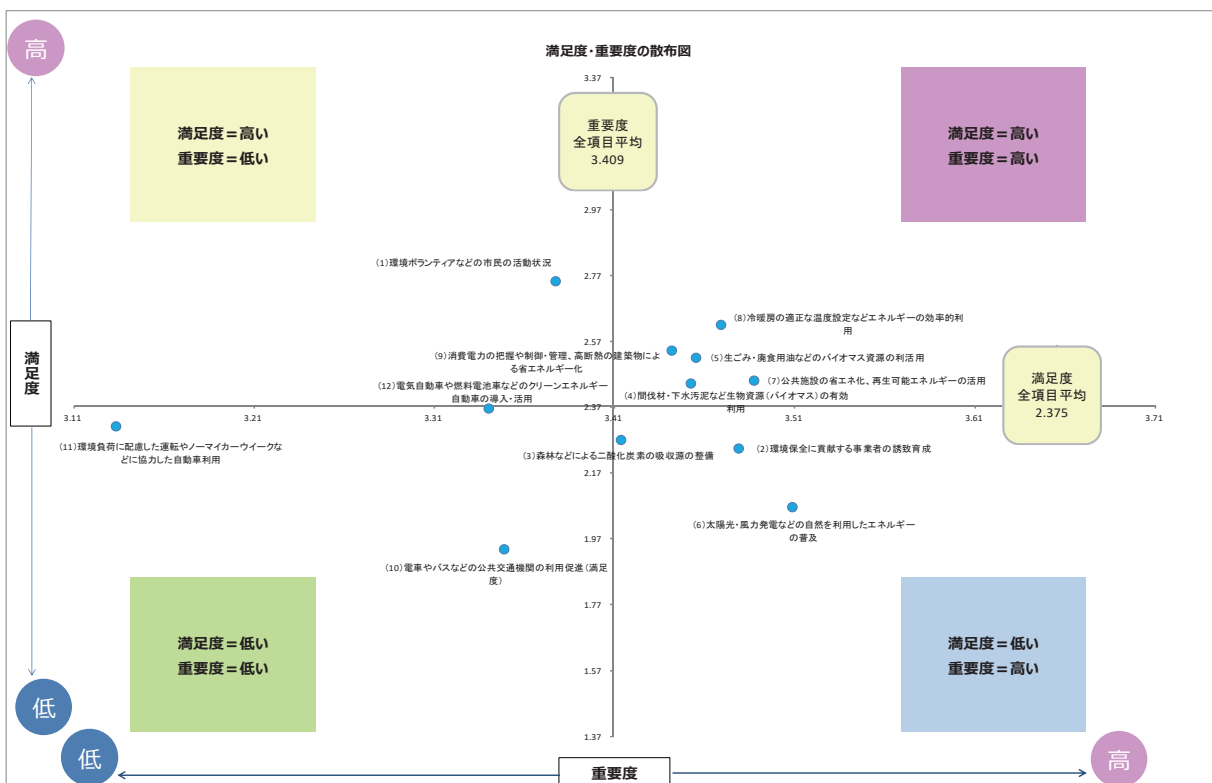 高
満足度・重要度の散布図
3.37
満足度＝高い
重要度＝低い
重要度
全項目平均
3.409
満足度＝高い
重要度＝高い
2.97
(1)環境ボランティアなどの市民の活動状況
2.77
(8)冷暖房の適正な温度設定などエネルギーの効率的利
用
2.57
(9)消費電力の把握や制御・管理、高断熱の建築物によ
る省エネルギー化
(5)生ごみ・廃食用油などのバイオマス資源の利活用
満足度
(7)公共施設の省エネ化、再生可能エネルギーの活用
(12)電気自動車や燃料電池車などのクリーンエネルギー
自動車の導入・活用
(4)間伐材・下水汚泥など生物資源(バイオマス)の有効
利用
満足度
全項目平均
2.375
2.37
3.11
3.21
3.31
3.41
3.51
3.61
3.71
(11)環境負荷に配慮した運転やノーマイカーウイークな
どに協力した自動車利用
(3)森林などによる二酸化炭素の吸収源の整備
(2)環境保全に貢献する事業者の誘致育成
2.17
(6)太陽光・風力発電などの自然を利用したエネルギー
の普及
1.97
(10)電車やバスなどの公共交通機関の利用促進(満足
度)
1.77
満足度＝低い
重要度＝低い
満足度＝低い
重要度＝高い
1.57
1.37
低
低
重要度
高